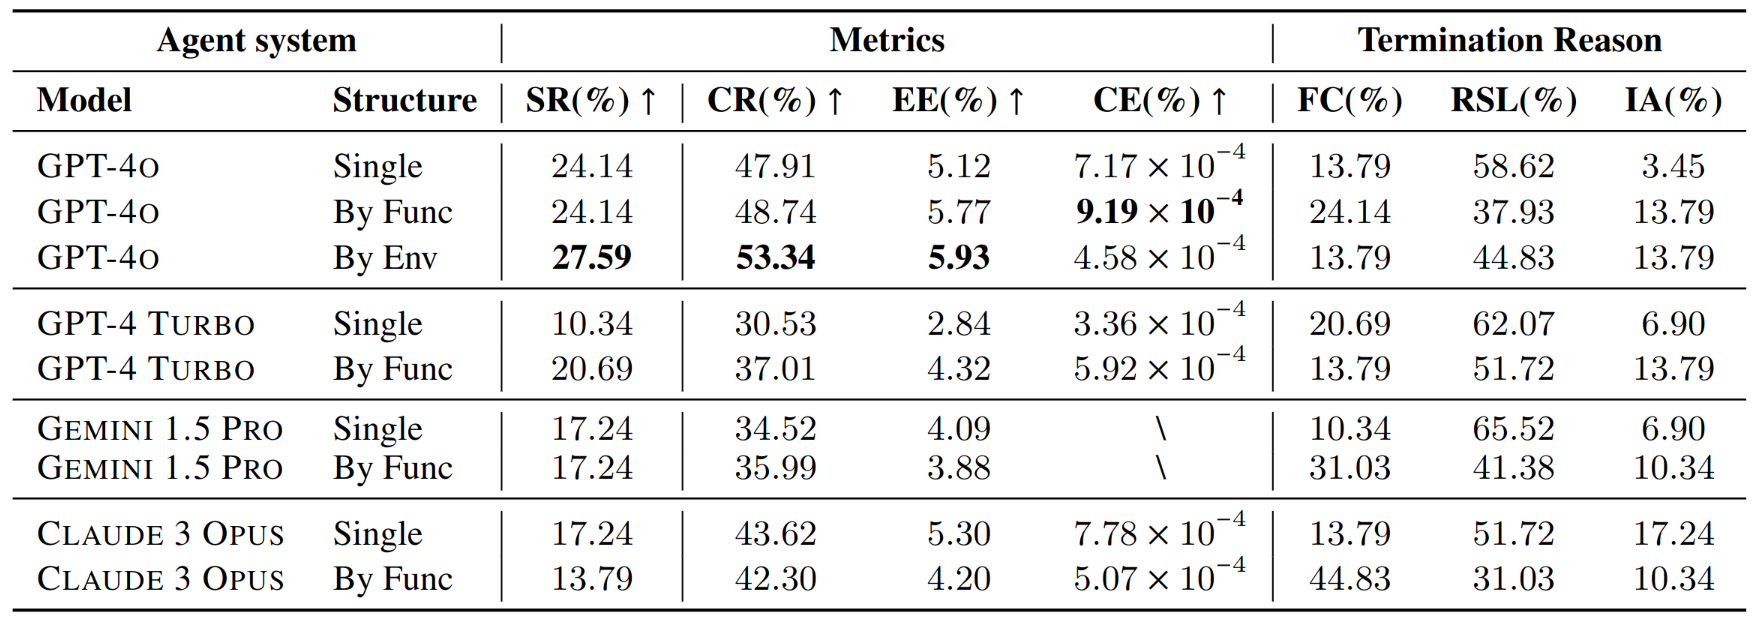 Agent system Metrics Termination Reason
Model Structure SR(%) ↑ CR(%) ↑ EE(%) ↑ CE(%) ↑ FC(%) RSL(%) IA(%)
GPT-4O Single 24.14 47.91 5.12 7.17 × 10⁻⁴ 13.79 58.62 3.45
GPT-4O By Func 24.14 48.74 5.77 9.19 × 10⁻⁴ 24.14 37.93 13.79
GPT-4O By Env 27.59 53.34 5.93 4.58 × 10⁻⁴ 13.79 44.83 13.79
GPT-4 TURBO Single 10.34 30.53 2.84 3.36 × 10⁻⁴ 20.69 62.07 6.90
GPT-4 TURBO By Func 20.69 37.01 4.32 5.92 × 10⁻⁴ 13.79 51.72 13.79
GEMINI 1.5 PRO Single 17.24 34.52 4.09 \ 10.34 65.52 6.90
GEMINI 1.5 PRO By Func 17.24 35.99 3.88 \ 31.03 41.38 10.34
CLAUDE 3 OPUS Single 17.24 43.62 5.30 7.78 × 10⁻⁴ 13.79 51.72 17.24
CLAUDE 3 OPUS By Func 13.79 42.30 4.20 5.07 × 10⁻⁴ 44.83 31.03 10.34